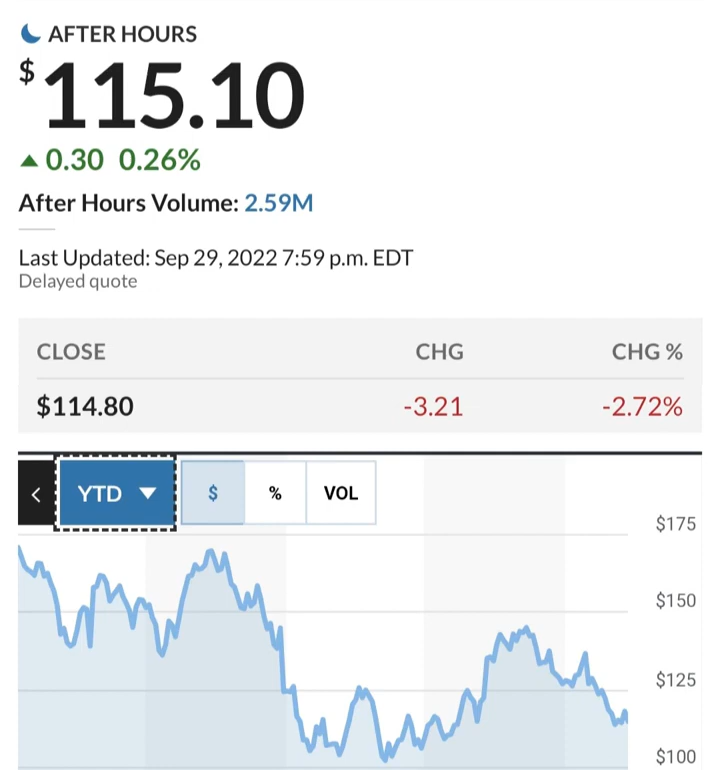 AFTER HOURS
$115.10
0.30 0.26%
After Hours Volume: 2.59M
Last Updated: Sep 29, 2022 7:59 p.m. EDT
Delayed quote
CLOSE CHG CHG %
$114.80 -3.21 -2.72%
YTD $ % VOL
$175
$150
$125
$100